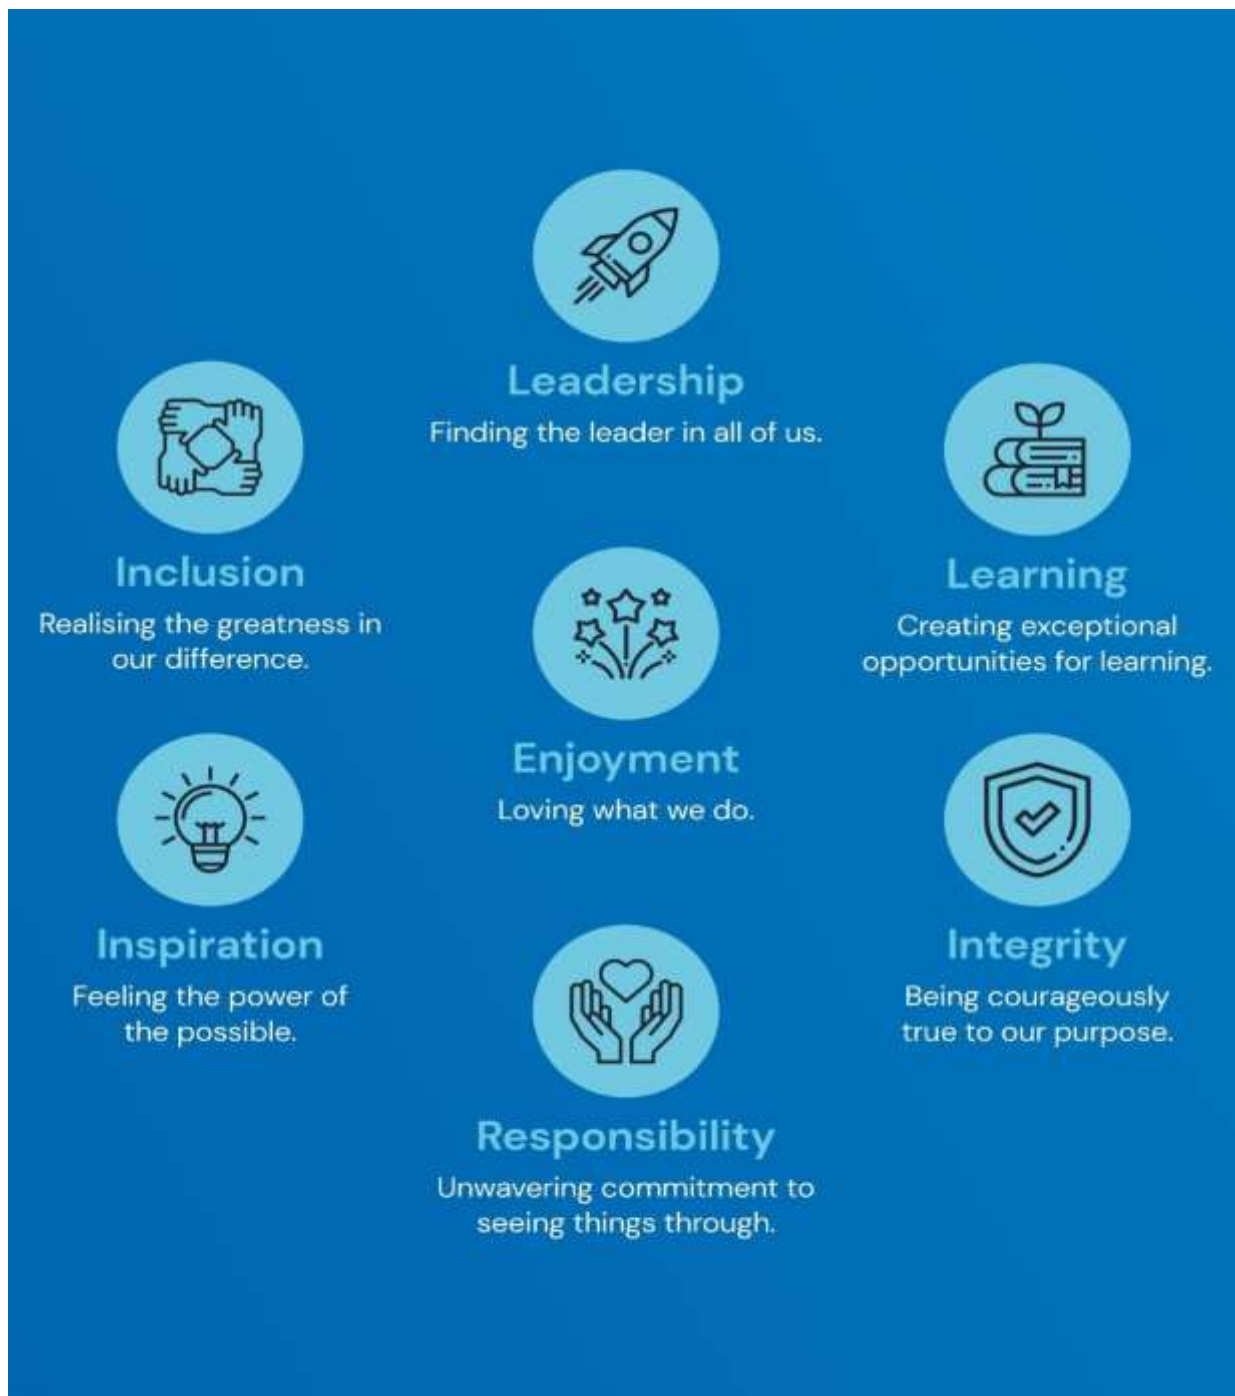 Leadership
Finding the leader in all of us.
Inclusion
Realising the greatness in
our difference.
Learning
Creating exceptional
opportunities for learning.
Enjoyment
Loving what we do.
Inspiration
Feeling the power of
the possible.
Integrity
Being courageously
true to our purpose.
Responsibility
Unwavering commitment to
seeing things through.